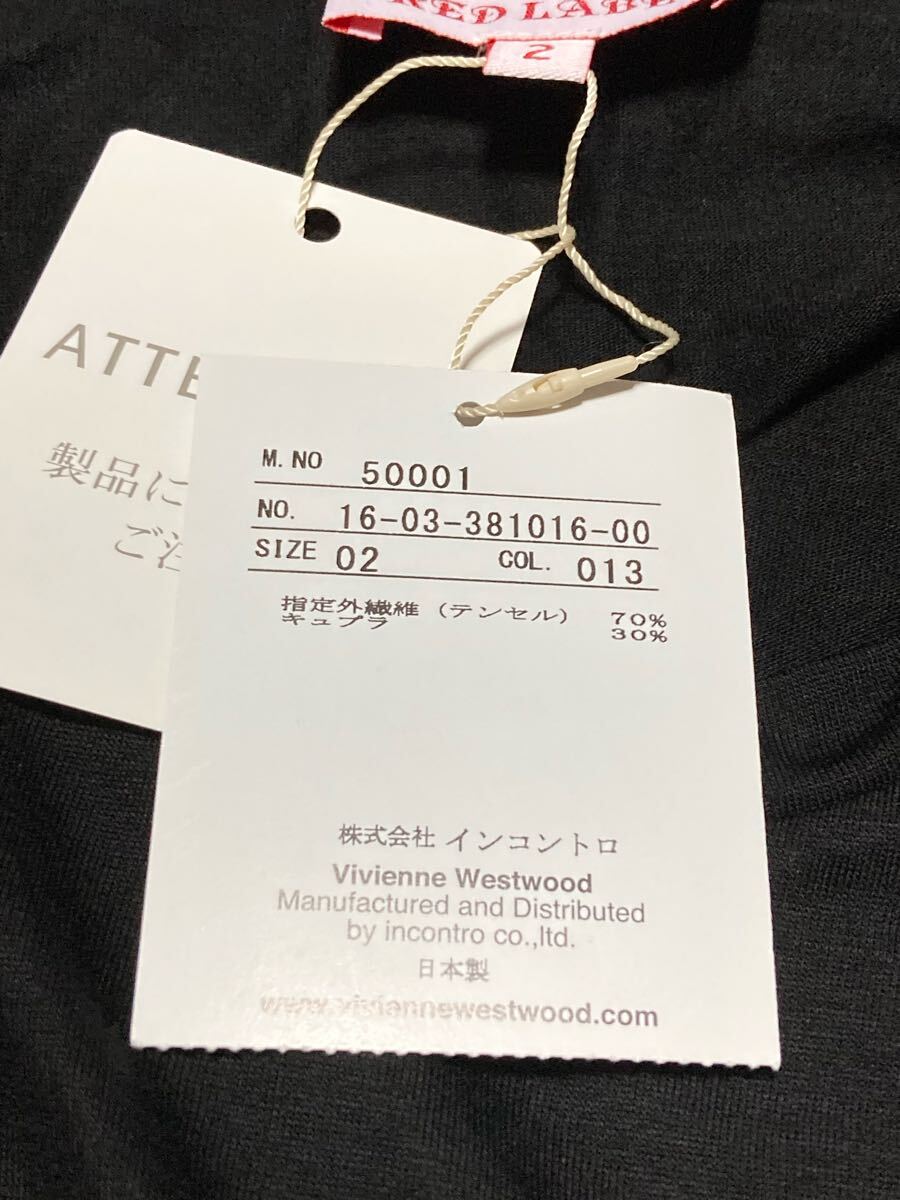 RED LABE
2
ATTE
製品に
ご注
M. NO 50001
NO. 16-03-381016-00
SIZE 02 COL. 013
指定外繊維 (テンセル) 70%
キュプラ 30%
株式会社 インコントロ
Vivienne Westwood
Manufactured and Distributed
by incontro co.,ltd.
日本製
www.viviennewestwood.com